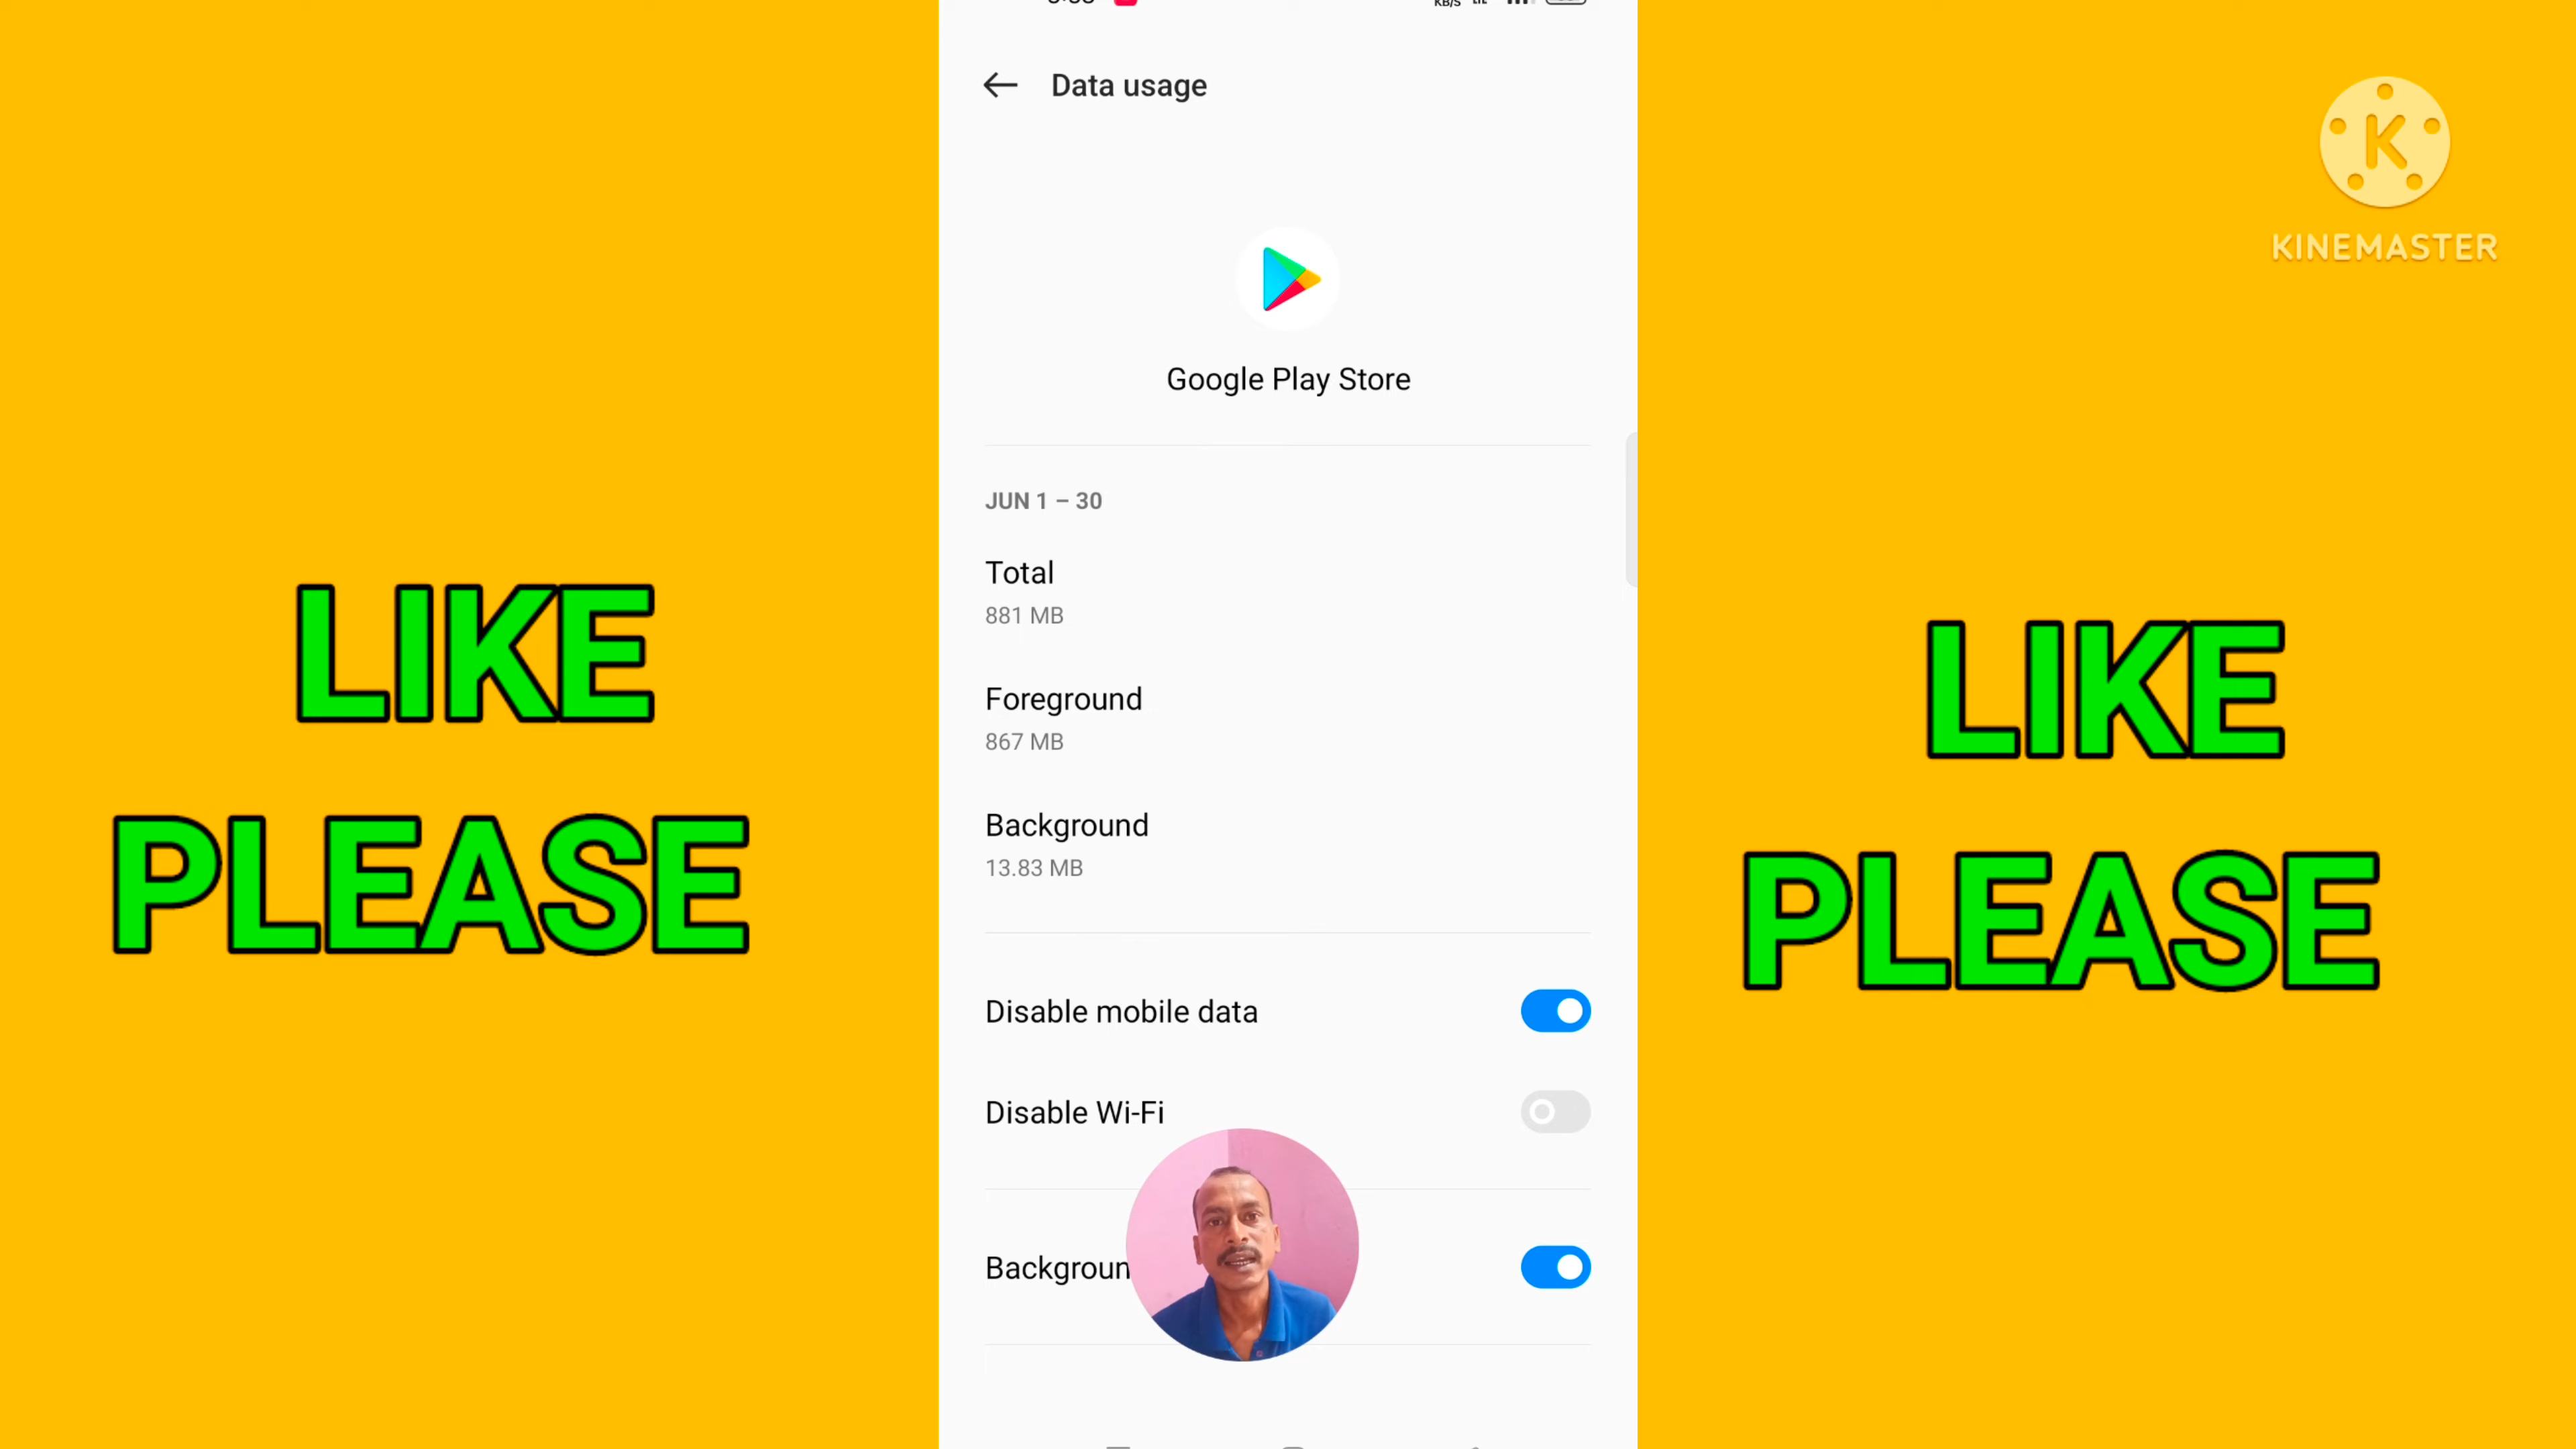 KB/S
Data usage
KINEMASTER
Google Play Store
JUN 1 – 30
Total
881 MB
Foreground
867 MB
Background
13.83 MB
Disable mobile data
Disable Wi-Fi
LIKE
PLEASE
LIKE
PLEASE